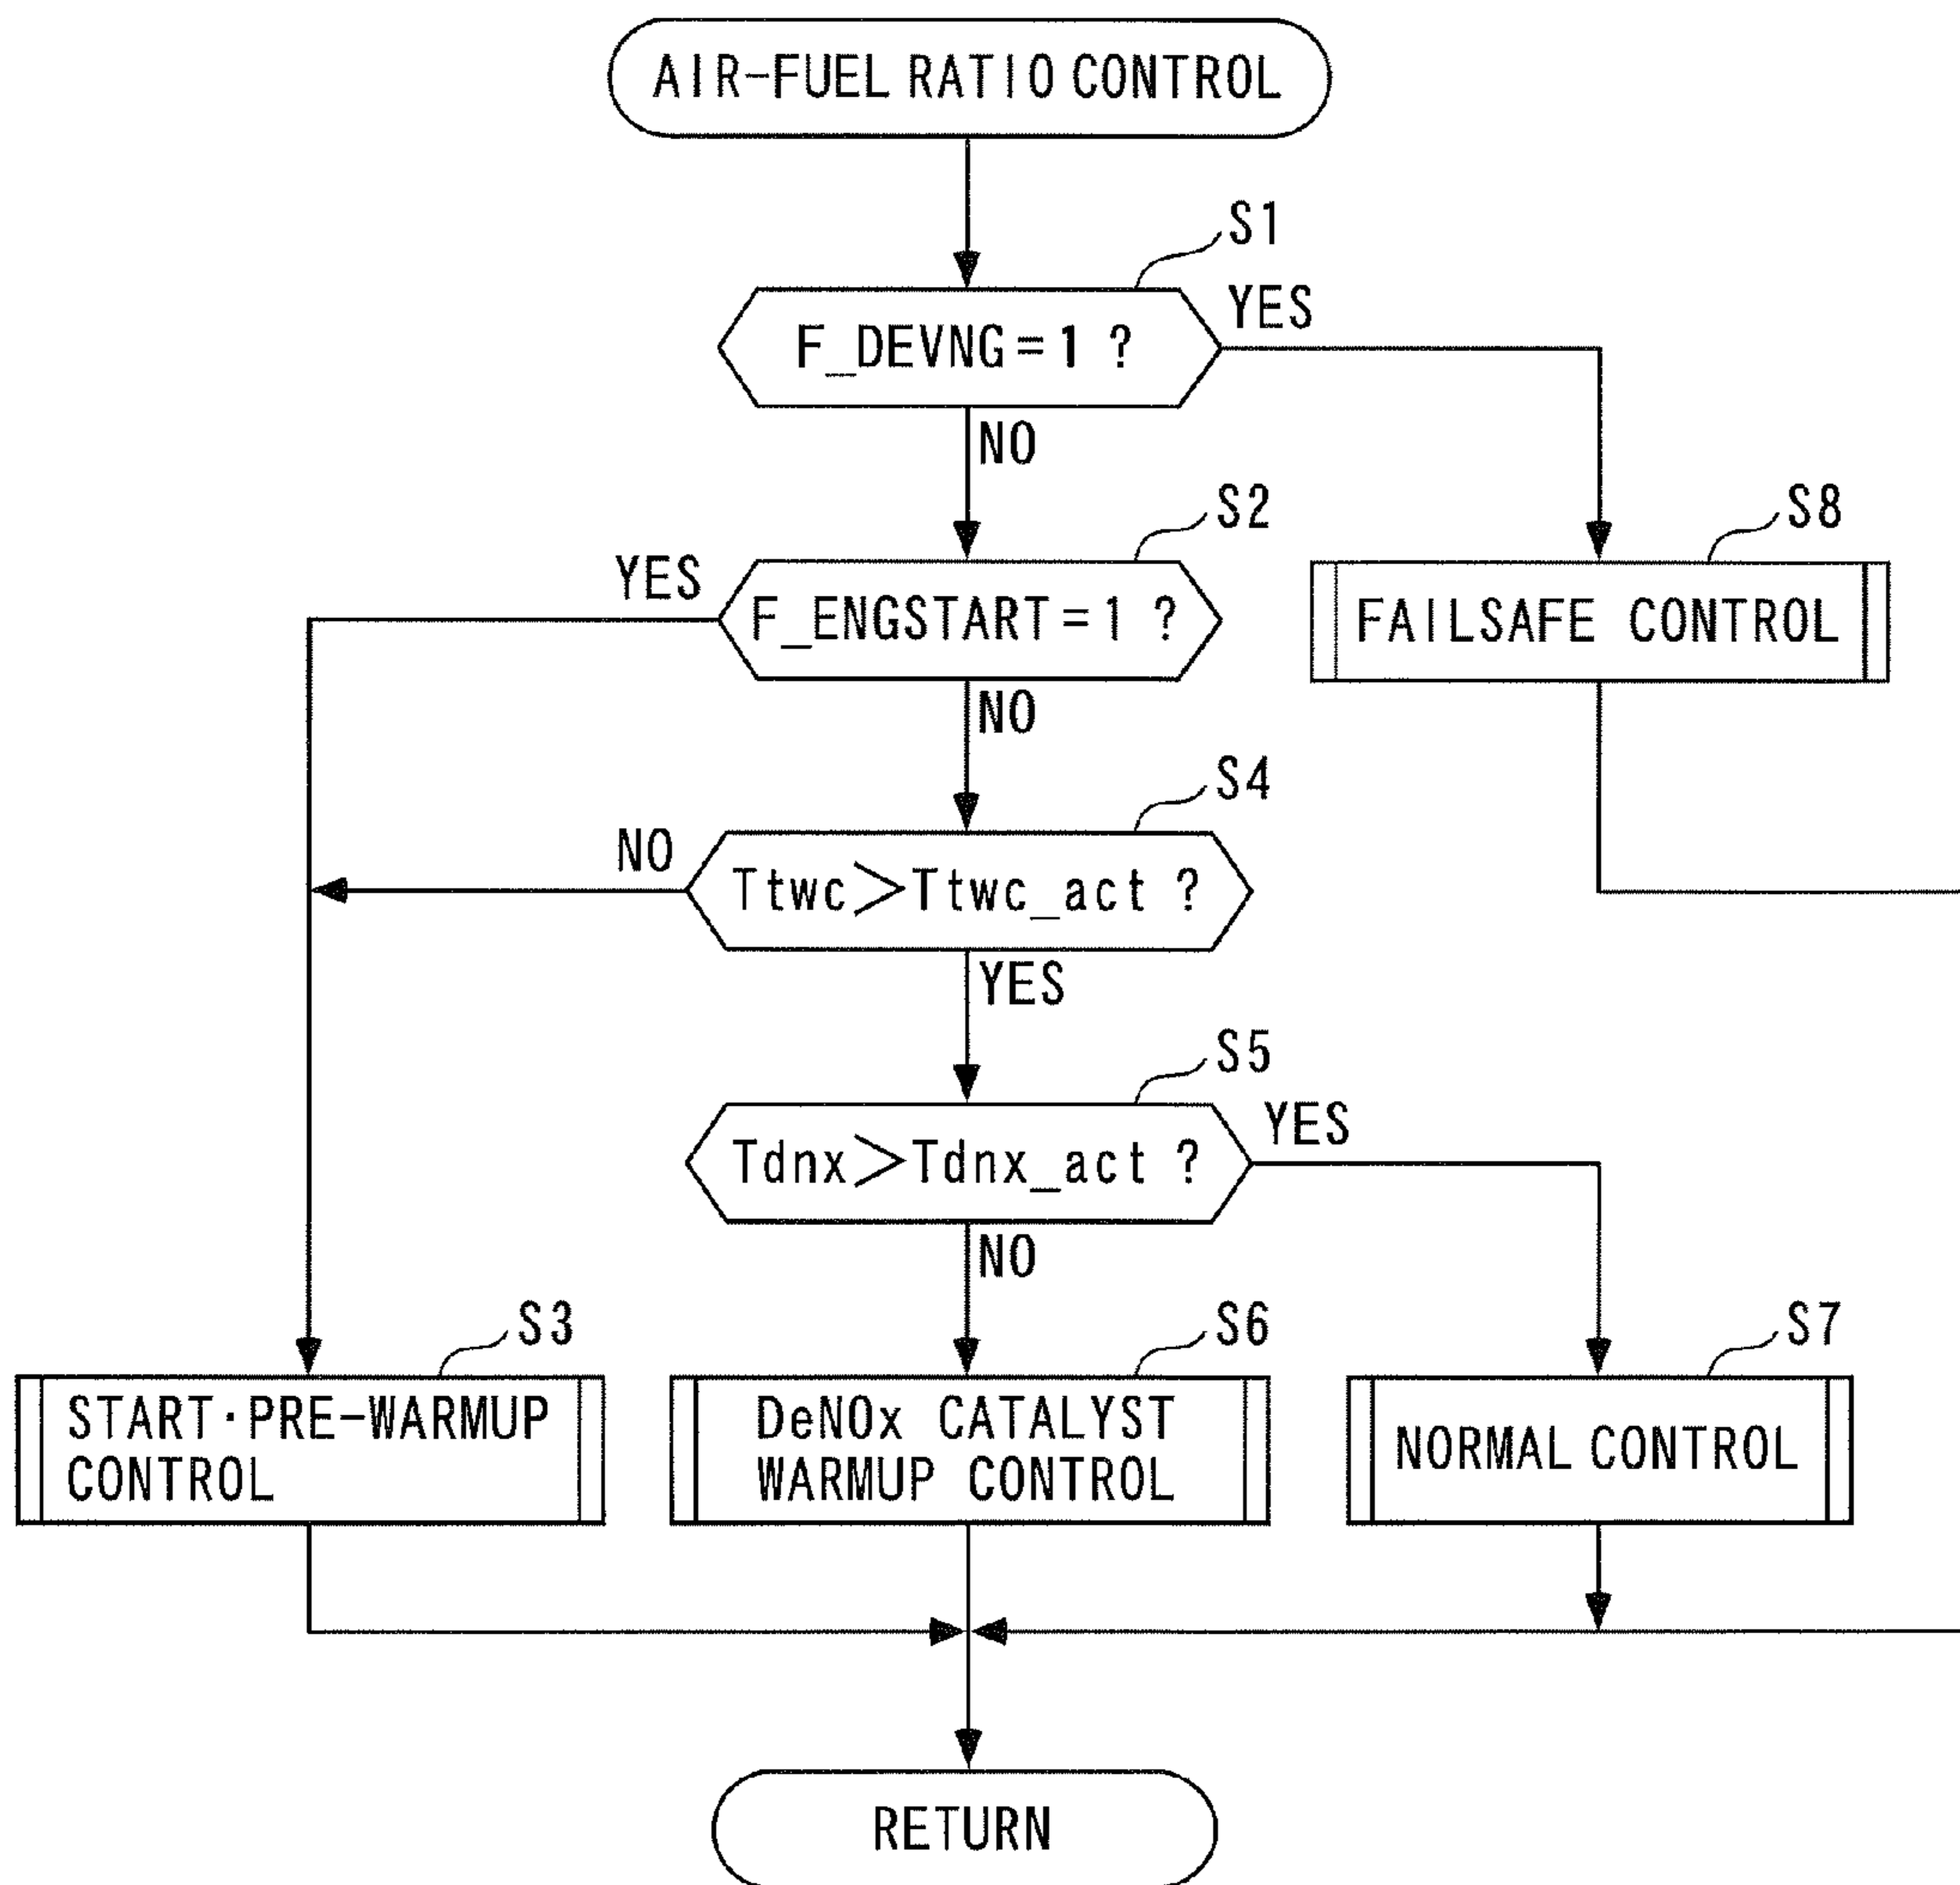 AIR-FUEL RATIO CONTROL
S1
F_DEVNG=1 ?
YES
NO
S2
S8
YES
F_ENGSTART=1 ?
FAILSAFE CONTROL
NO
S4
NO
Ttwc>Ttwc_act ?
YES
S5
Tdnx>Tdnx_act ?
YES
NO
S3
S6
S7
START·PRE-WARMUP
CONTROL
DeNOx CATALYST
WARMUP CONTROL
NORMAL CONTROL
RETURN